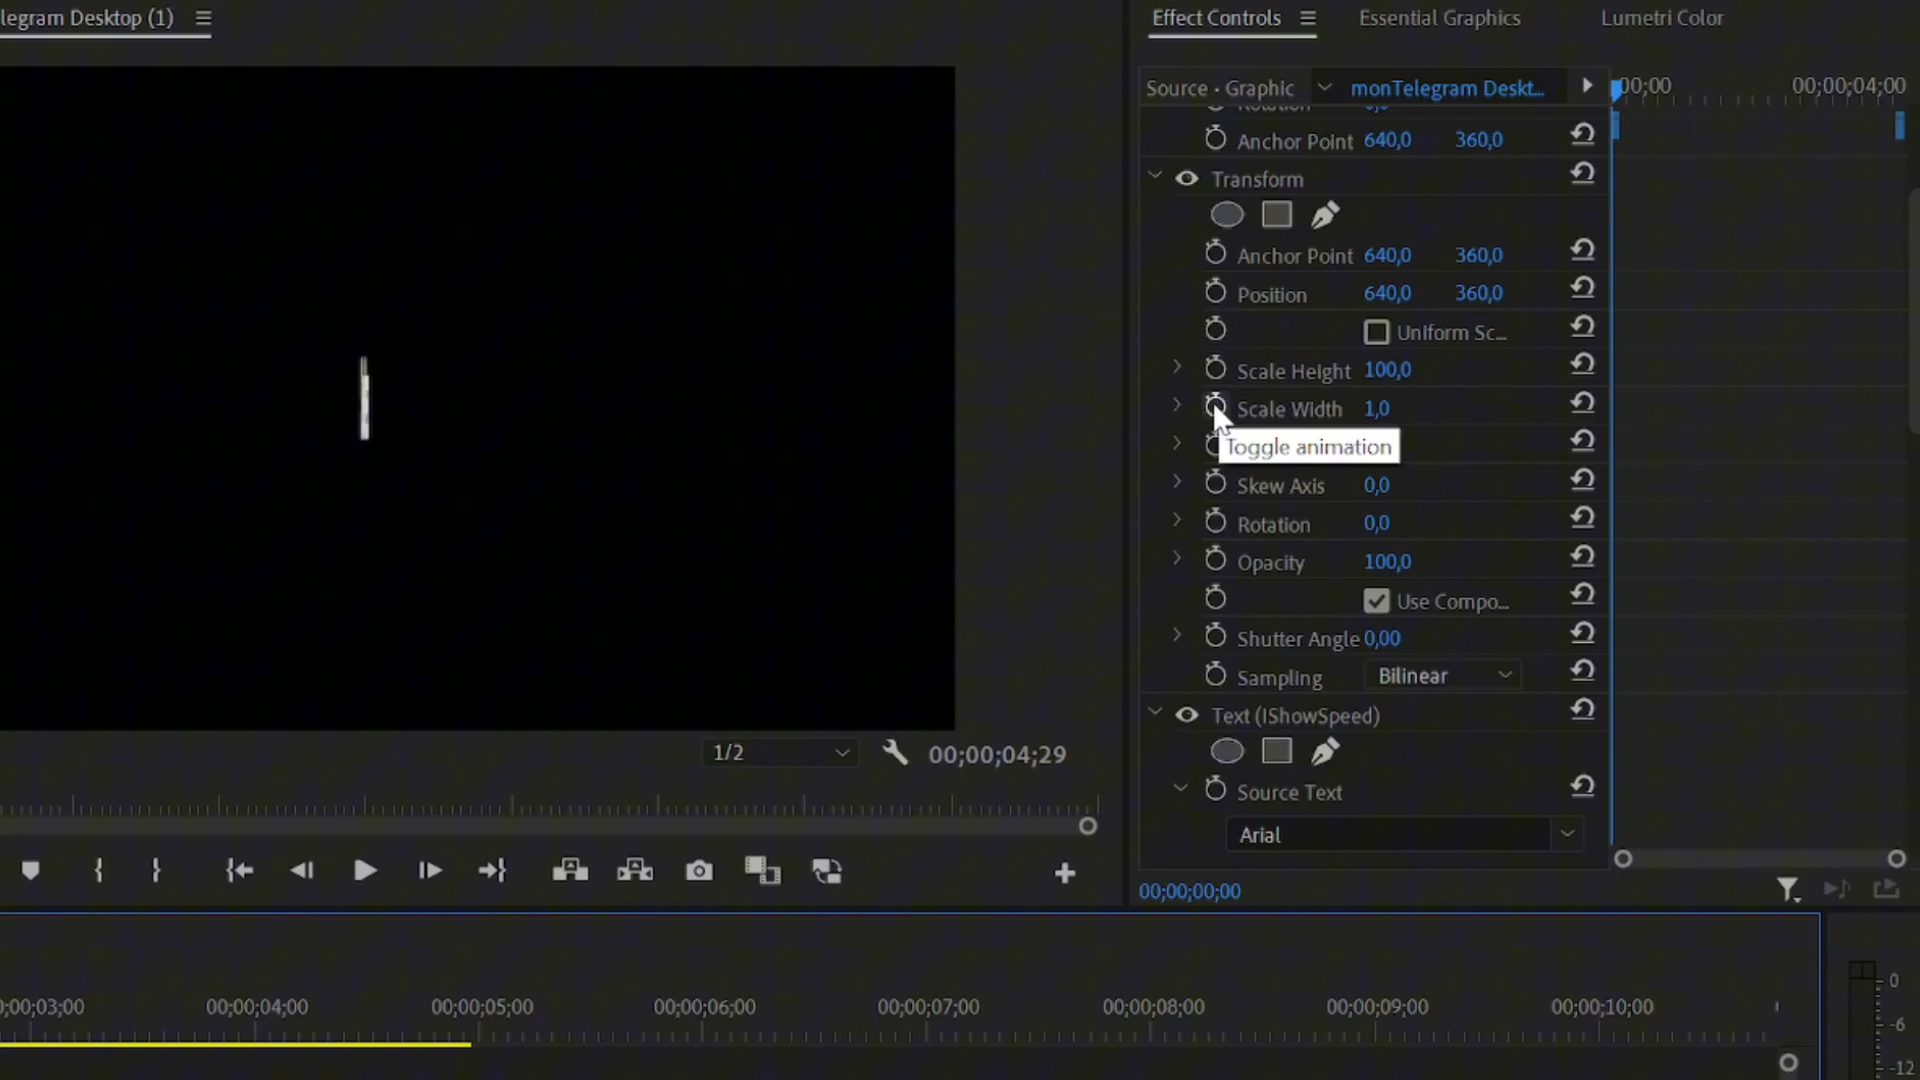 legram Desktop (1)
Effect Controls
Essential Graphics
Lumetri Color
Source · Graphic
monTelegram Deskt...
00;00
00;00;04;00
Rotation
Anchor Point 640,0 360,0
Transform
Anchor Point 640,0 360,0
Position 640,0 360,0
Uniform Sc...
Scale Height 100,0
Scale Width 1,0
Toggle animation
Skew Axis 0,0
Rotation 0,0
Opacity 100,0
Use Compo...
Shutter Angle 0,00
Sampling Bilinear
Text (IShowSpeed)
1/2
00;00;04;29
Source Text
Arial
00;00;00;00
0;00;03;00
00;00;04;00
00;00;05;00
00;00;06;00
00;00;07;00
00;00;08;00
00;00;09;00
00;00;10;00
0
-6
-12